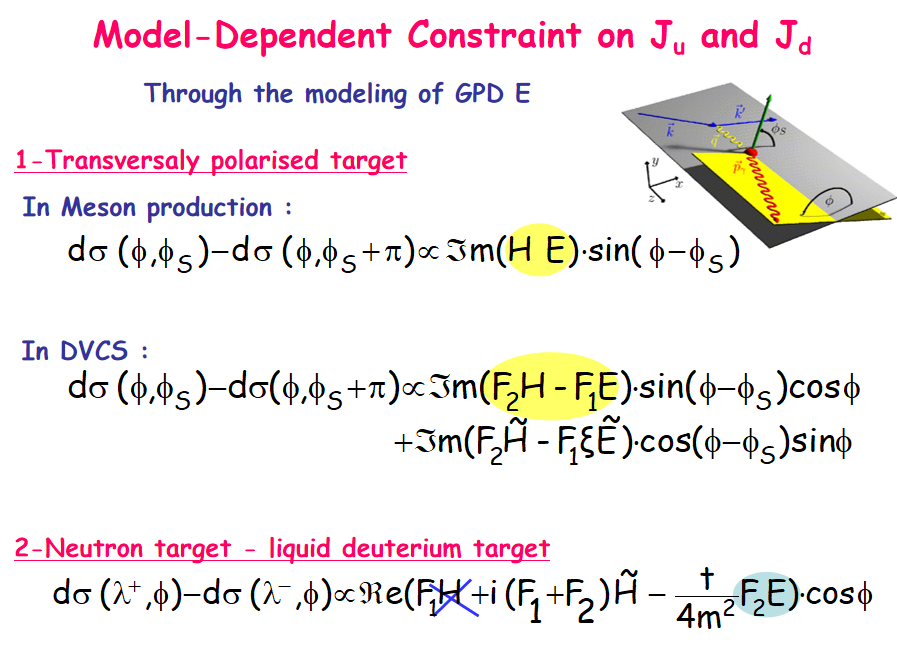 Model-Dependent Constraint on J_u and J_d
Through the modeling of GPD E
k⃗
k⃗'
q⃗
ϕ_S
p⃗_γ
y
x
z
ϕ
1-Transversaly polarised target
In Meson production :
dσ (ϕ,ϕ_S)−dσ (ϕ,ϕ_S+π)∝ ℑm(H E)·sin( ϕ−ϕ_S)
In DVCS :
dσ (ϕ,ϕ_S)−dσ(ϕ,ϕ_S+π)∝ℑm(F_2H - F_1E)·sin(ϕ−ϕ_S)cosϕ
+ℑm(F_2H̃ - F_1ξẼ)·cos(ϕ−ϕ_S)sinϕ
2-Neutron target - liquid deuterium target
dσ (λ⁺,ϕ)−dσ (λ⁻,ϕ)∝ℜe(F_1H +i (F_1+F_2)H̃ − t/4m² F_2E)·cosϕ